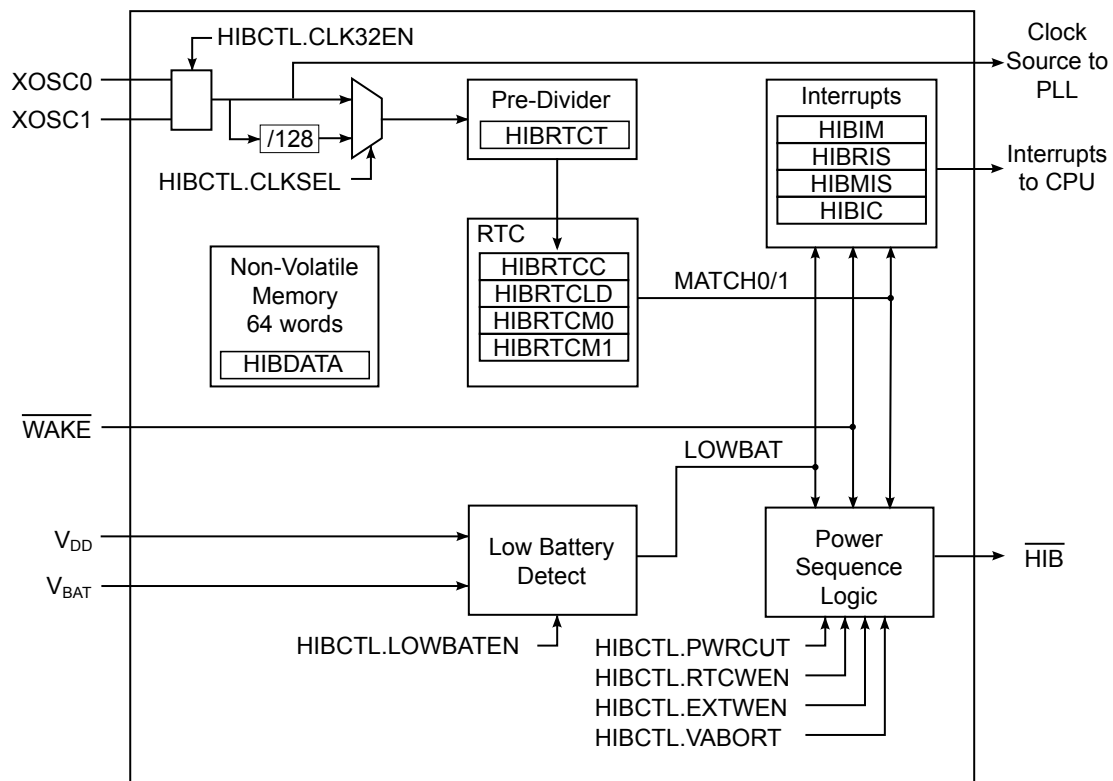 HIBCTL.CLK32EN
XOSC0
XOSC1
/128
HIBCTL.CLKSEL
Pre-Divider
HIBRTCT
Interrupts
HIBIM
HIBRIS
HIBMIS
HIBIC
Clock
Source to
PLL
Interrupts
to CPU
RTC
HIBRTCC
HIBRTCLD
HIBRTCM0
HIBRTCM1
MATCH0/1
Non-Volatile
Memory
64 words
HIBDATA
WAKE
LOWBAT
VDD
VBAT
Low Battery
Detect
HIBCTL.LOWBATEN
Power
Sequence
Logic
HIB
HIBCTL.PWRCUT
HIBCTL.RTCWEN
HIBCTL.EXTWEN
HIBCTL.VABORT